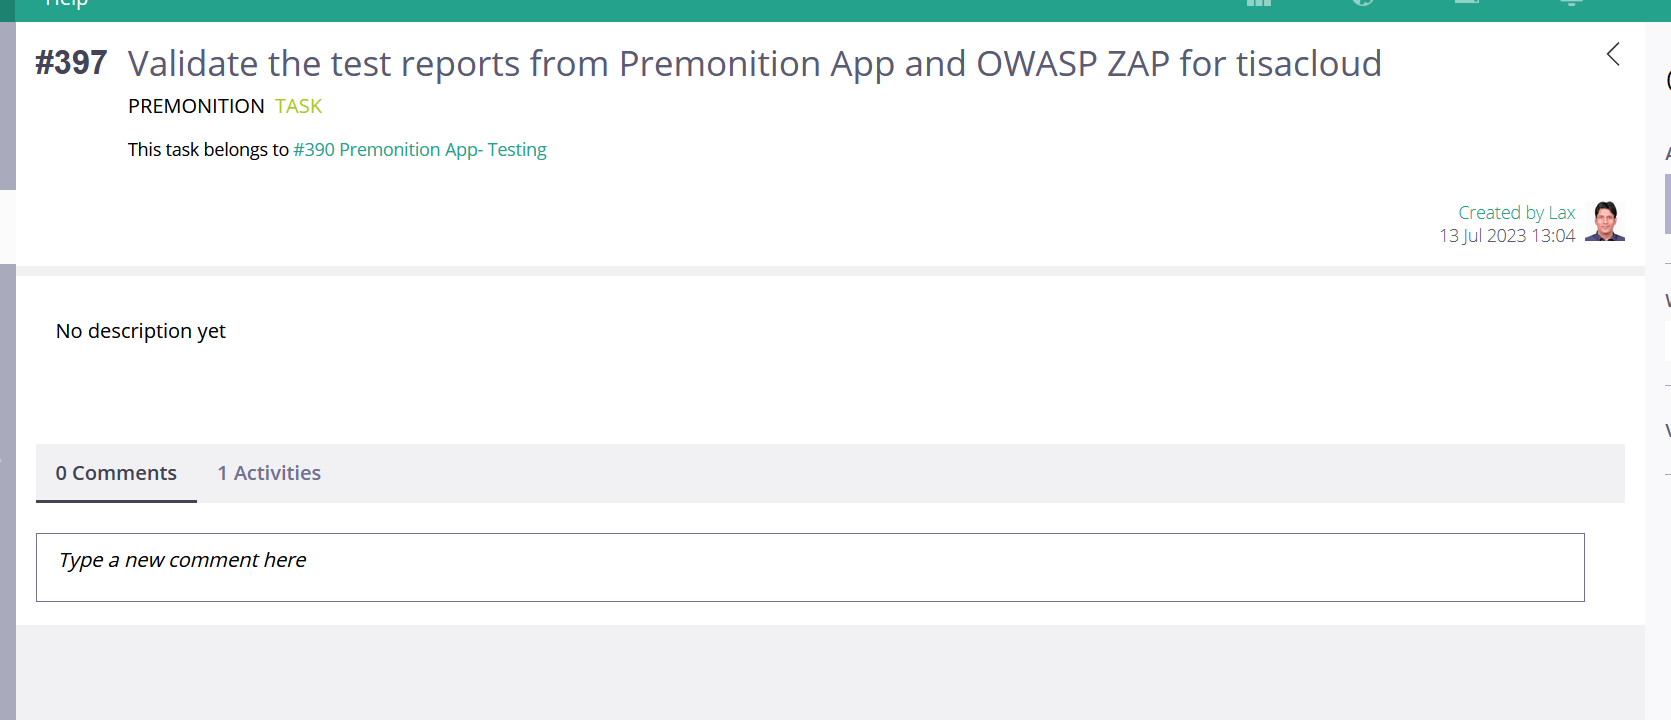 Help
#397 Validate the test reports from Premonition App and OWASP ZAP for tisacloud
PREMONITION TASK
This task belongs to #390 Premonition App- Testing
Created by Lax
13 Jul 2023 13:04
No description yet
0 Comments 1 Activities
Type a new comment here